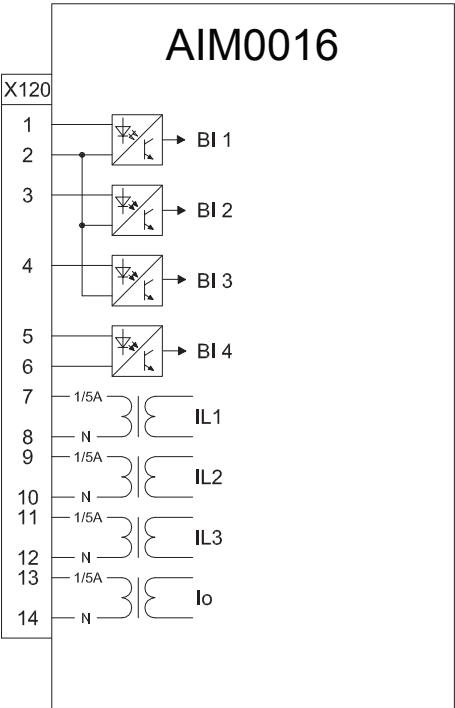 AIM0016
X120
1
2 BI 1
3
BI 2
4
BI 3
5
6 BI 4
7 1/5A
IL1
8 N
9 1/5A
IL2
10 N
11 1/5A
IL3
12 N
13 1/5A
Io
14 N